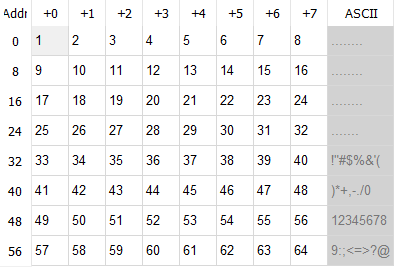 Addr +0 +1 +2 +3 +4 +5 +6 +7 ASCII
0 1 2 3 4 5 6 7 8 ........
8 9 10 11 12 13 14 15 16 ........
16 17 18 19 20 21 22 23 24 ........
24 25 26 27 28 29 30 31 32 .......
32 33 34 35 36 37 38 39 40 !"#$%&'(
40 41 42 43 44 45 46 47 48 )*+,-./0
48 49 50 51 52 53 54 55 56 12345678
56 57 58 59 60 61 62 63 64 9:;<=>?@